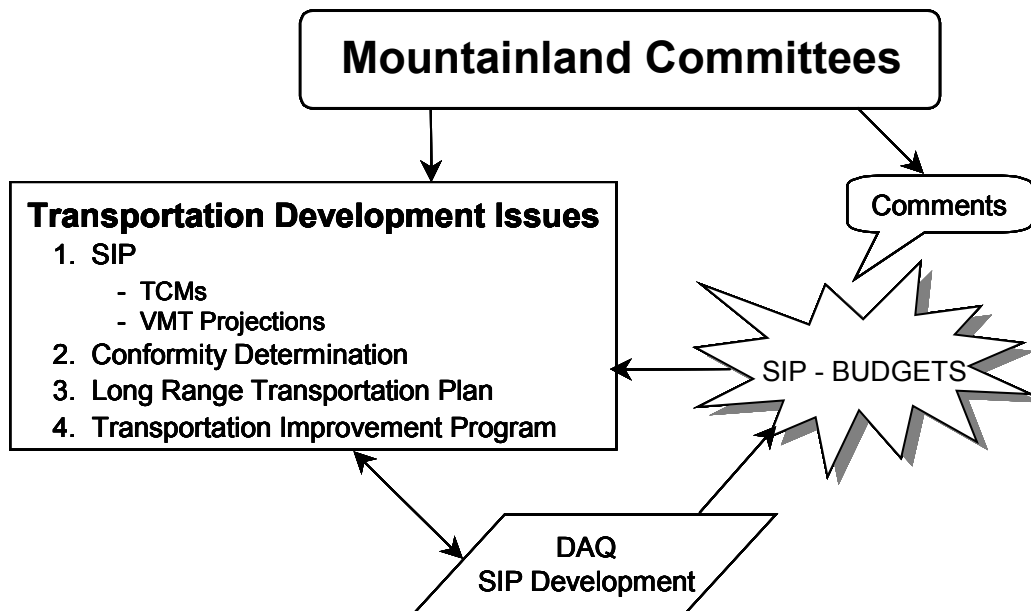 Mountainland Committees
Transportation Development Issues
1. SIP
- TCMs
- VMT Projections
2. Conformity Determination
3. Long Range Transportation Plan
4. Transportation Improvement Program
Comments
SIP - BUDGETS
DAQ
SIP Development